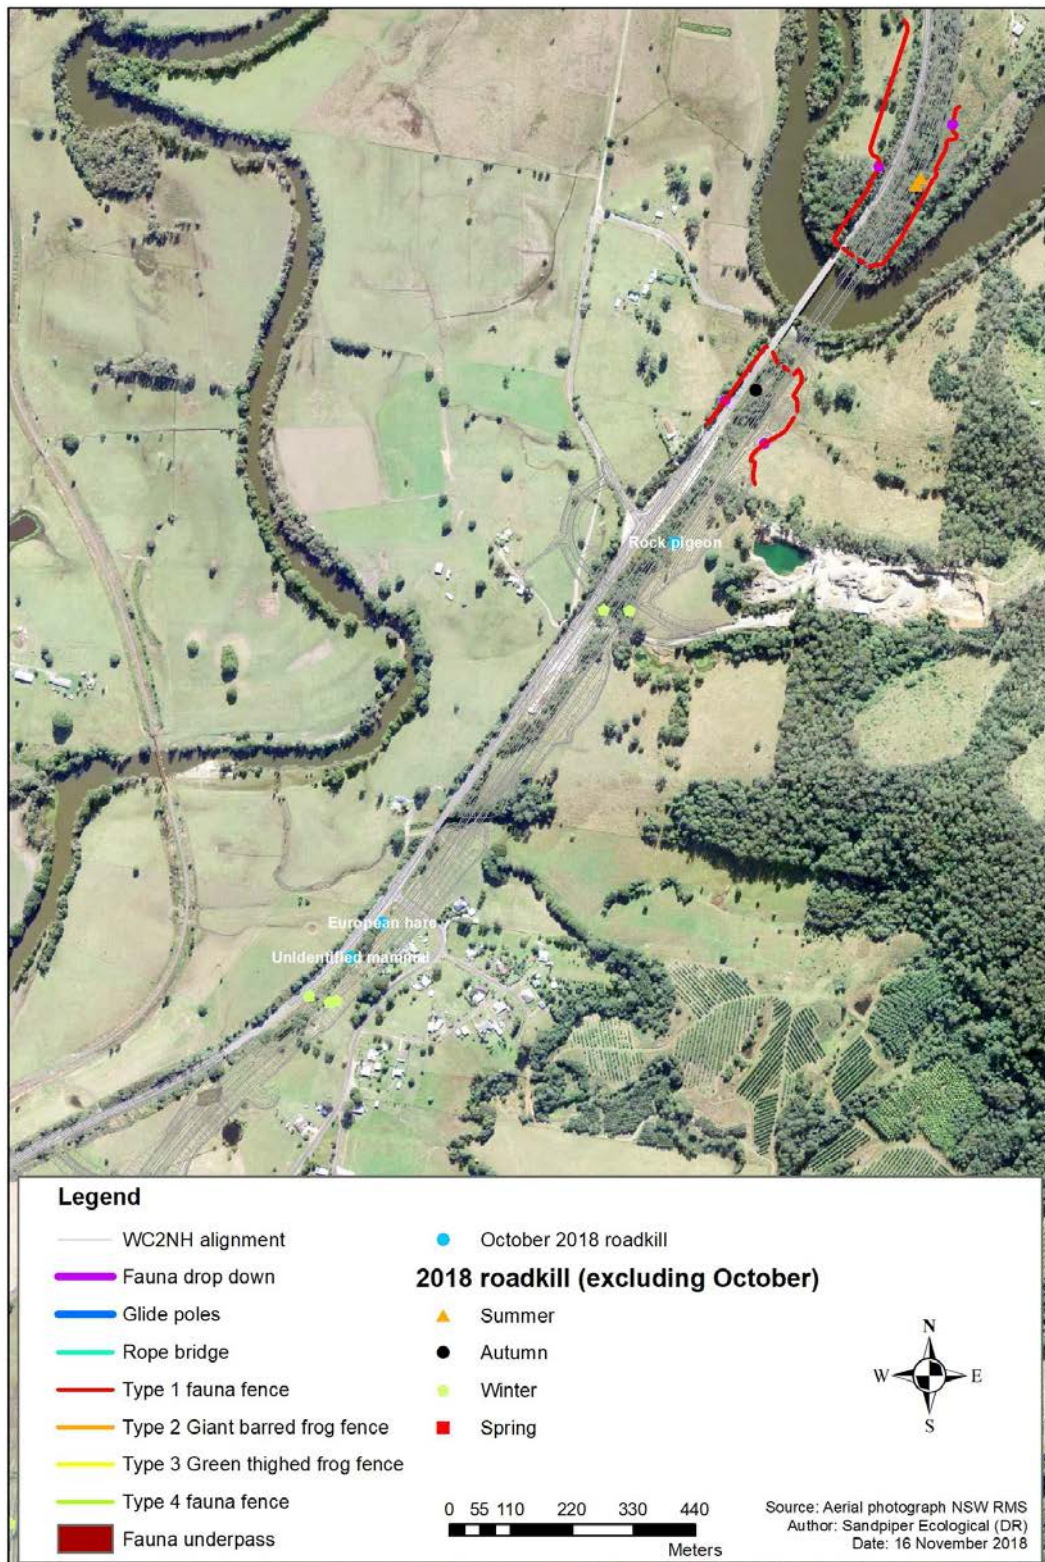 Rock pigeon
European hare
Unidentified mammal
Legend
WC2NH alignment
Fauna drop down
Glide poles
Rope bridge
Type 1 fauna fence
Type 2 Giant barred frog fence
Type 3 Green thighed frog fence
Type 4 fauna fence
Fauna underpass
October 2018 roadkill
2018 roadkill (excluding October)
Summer
Autumn
Winter
Spring
N
W E
S
0 55 110 220 330 440
Meters
Source: Aerial photograph NSW RMS
Author: Sandpiper Ecological (DR)
Date: 16 November 2018